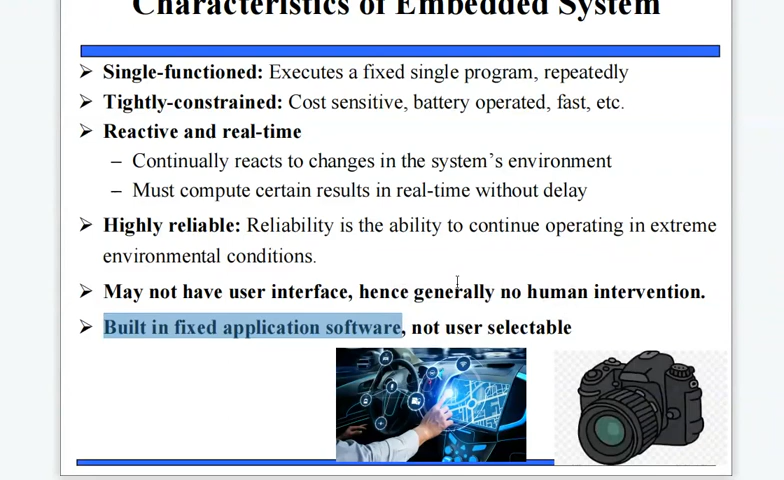 Characteristics of Embedded System
➢ Single-functioned: Executes a fixed single program, repeatedly
➢ Tightly-constrained: Cost sensitive, battery operated, fast, etc.
➢ Reactive and real-time
– Continually reacts to changes in the system’s environment
– Must compute certain results in real-time without delay
➢ Highly reliable: Reliability is the ability to continue operating in extreme
environmental conditions.
➢ May not have user interface, hence generally no human intervention.
➢ Built in fixed application software, not user selectable